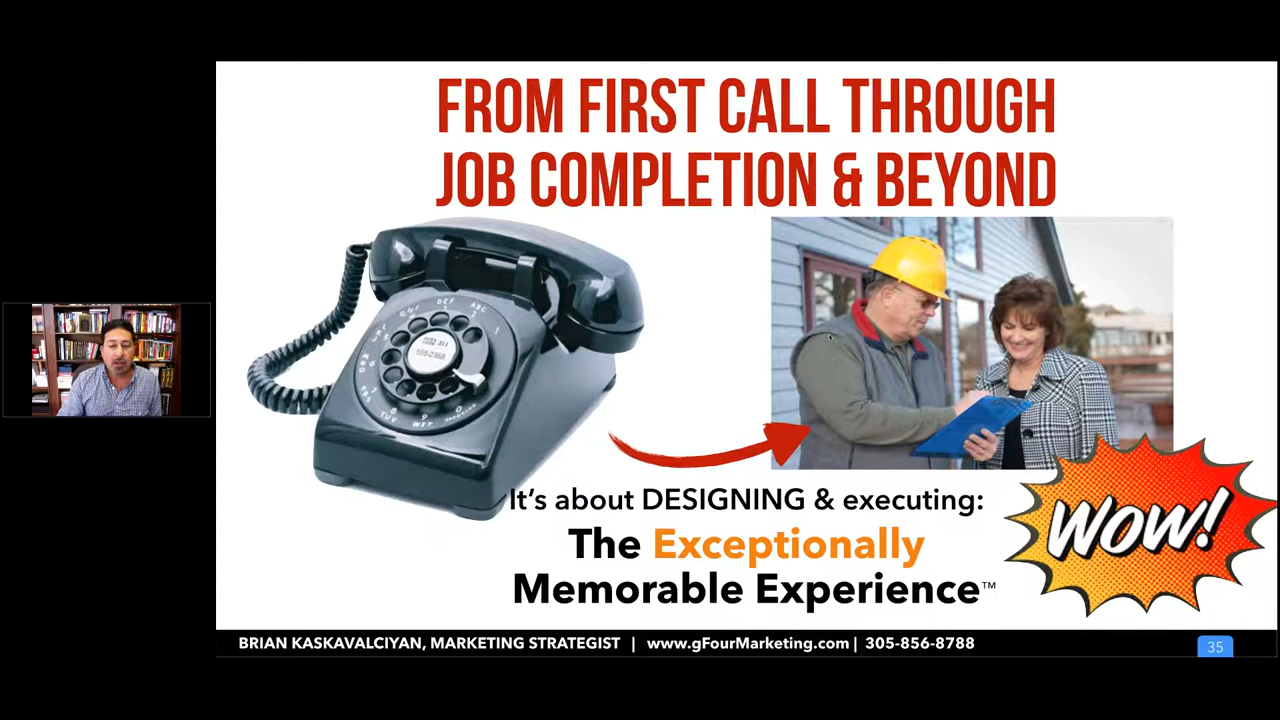 FROM FIRST CALL THROUGH
JOB COMPLETION & BEYOND
It's about DESIGNING & executing:
The Exceptionally
Memorable Experience™
WOW!
BRIAN KASKAVALCIYAN, MARKETING STRATEGIST | www.gFourMarketing.com | 305-856-8788
35